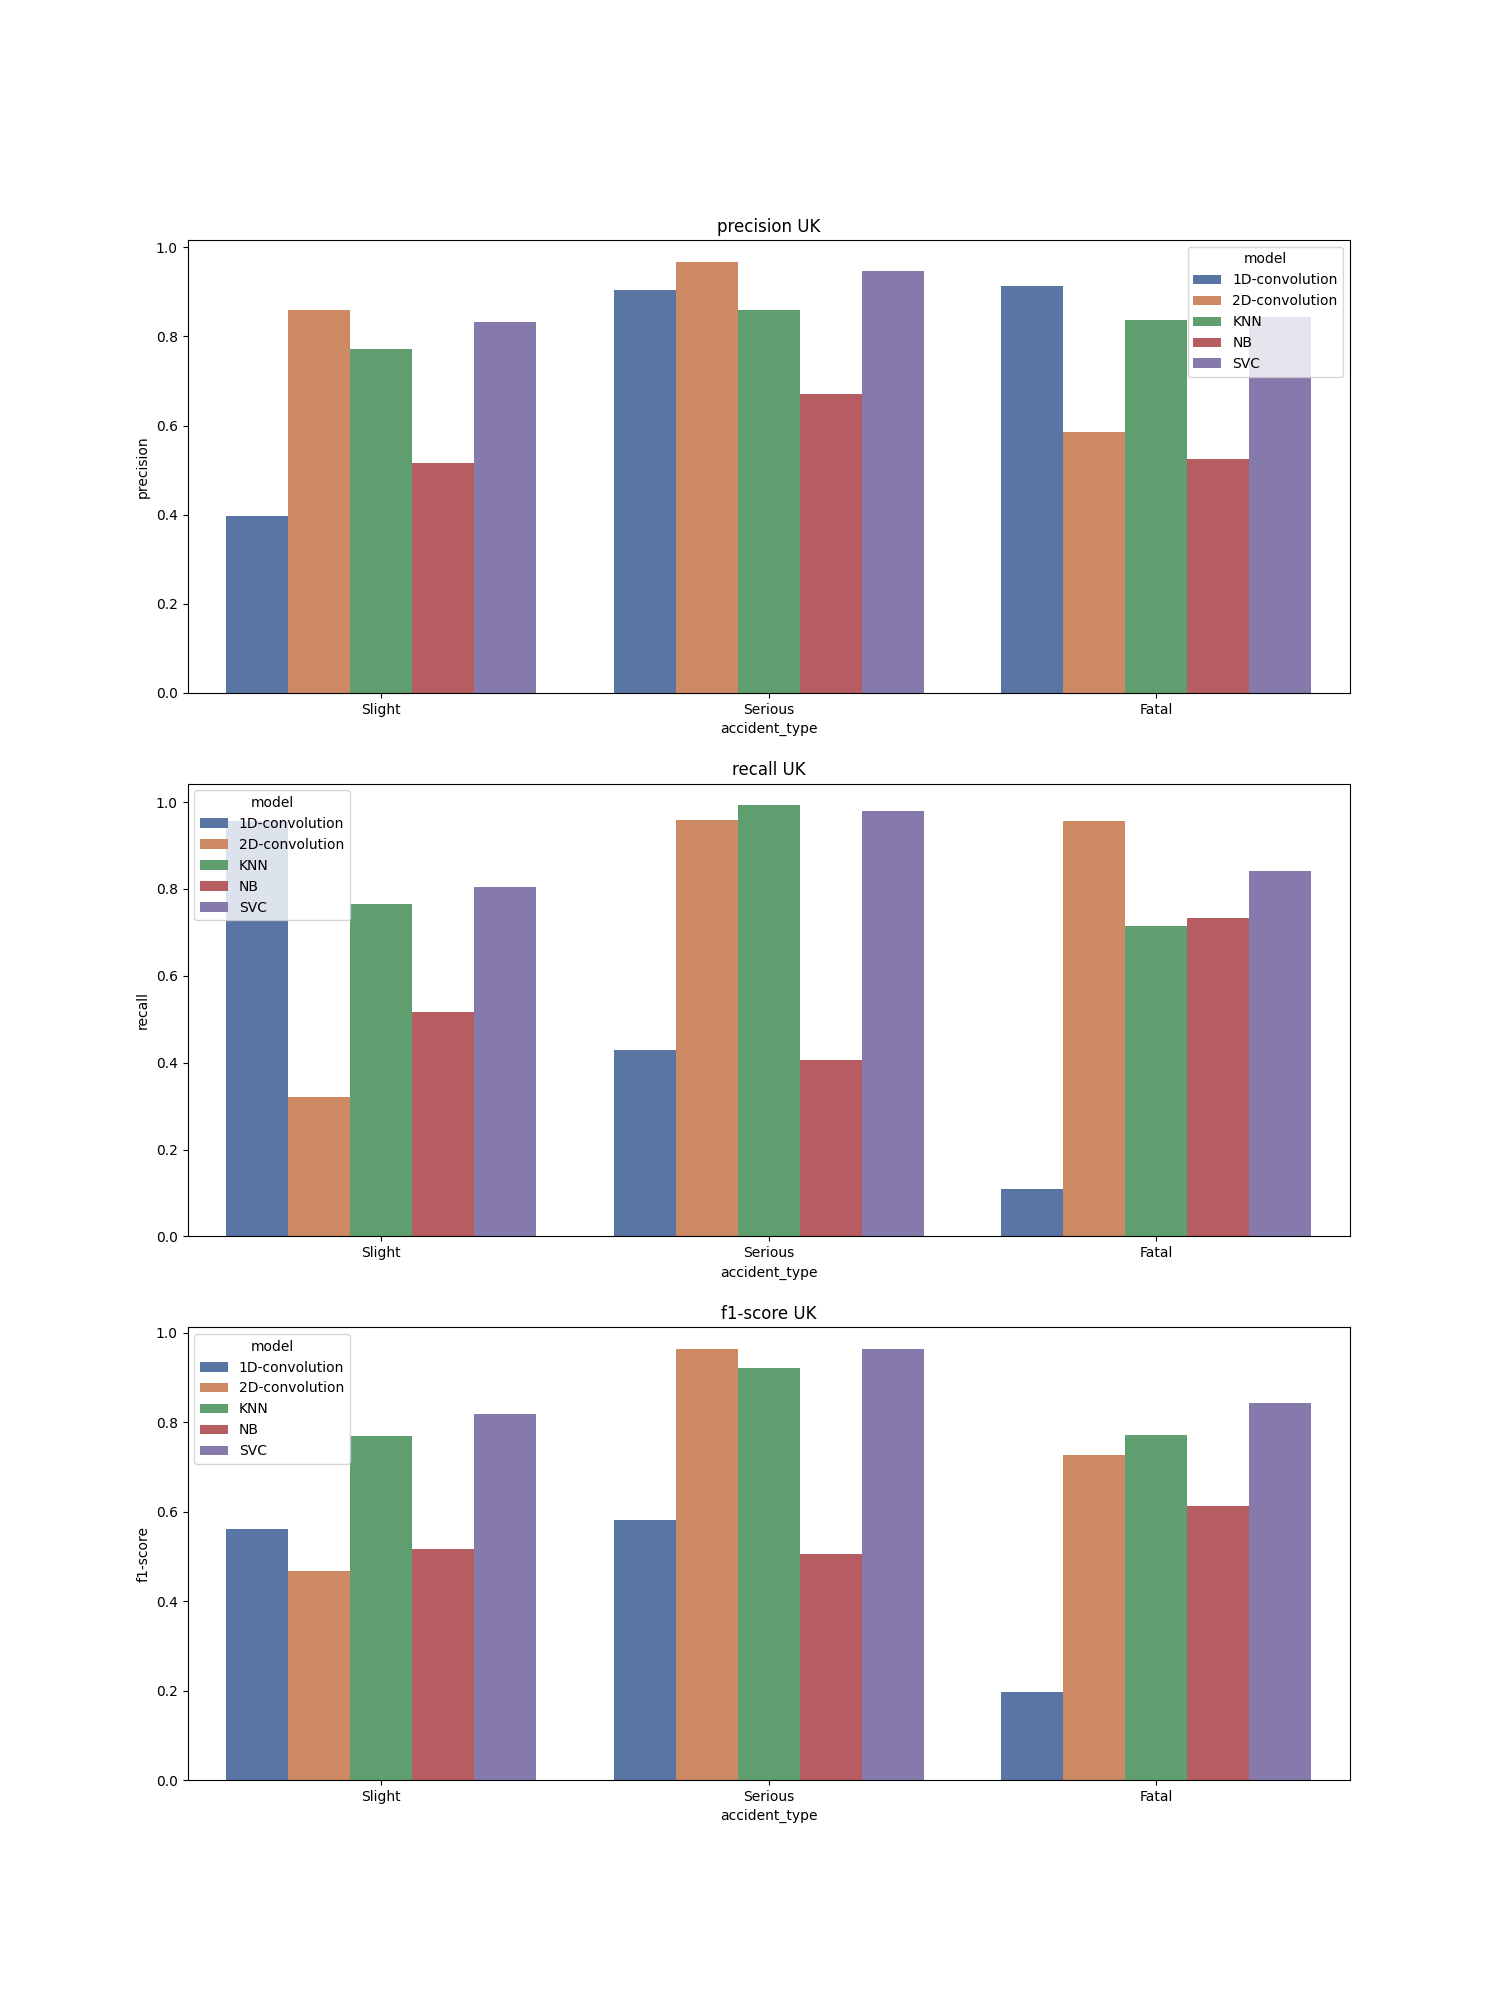 precision UK
1.0
0.8
0.6
0.4
0.2
0.0
precision
model
1D-convolution
2D-convolution
KNN
NB
SVC
Slight Serious Fatal
accident_type
recall UK
1.0
0.8
0.6
0.4
0.2
0.0
recall
model
1D-convolution
2D-convolution
KNN
NB
SVC
Slight Serious Fatal
accident_type
f1-score UK
1.0
0.8
0.6
0.4
0.2
0.0
f1-score
model
1D-convolution
2D-convolution
KNN
NB
SVC
Slight Serious Fatal
accident_type